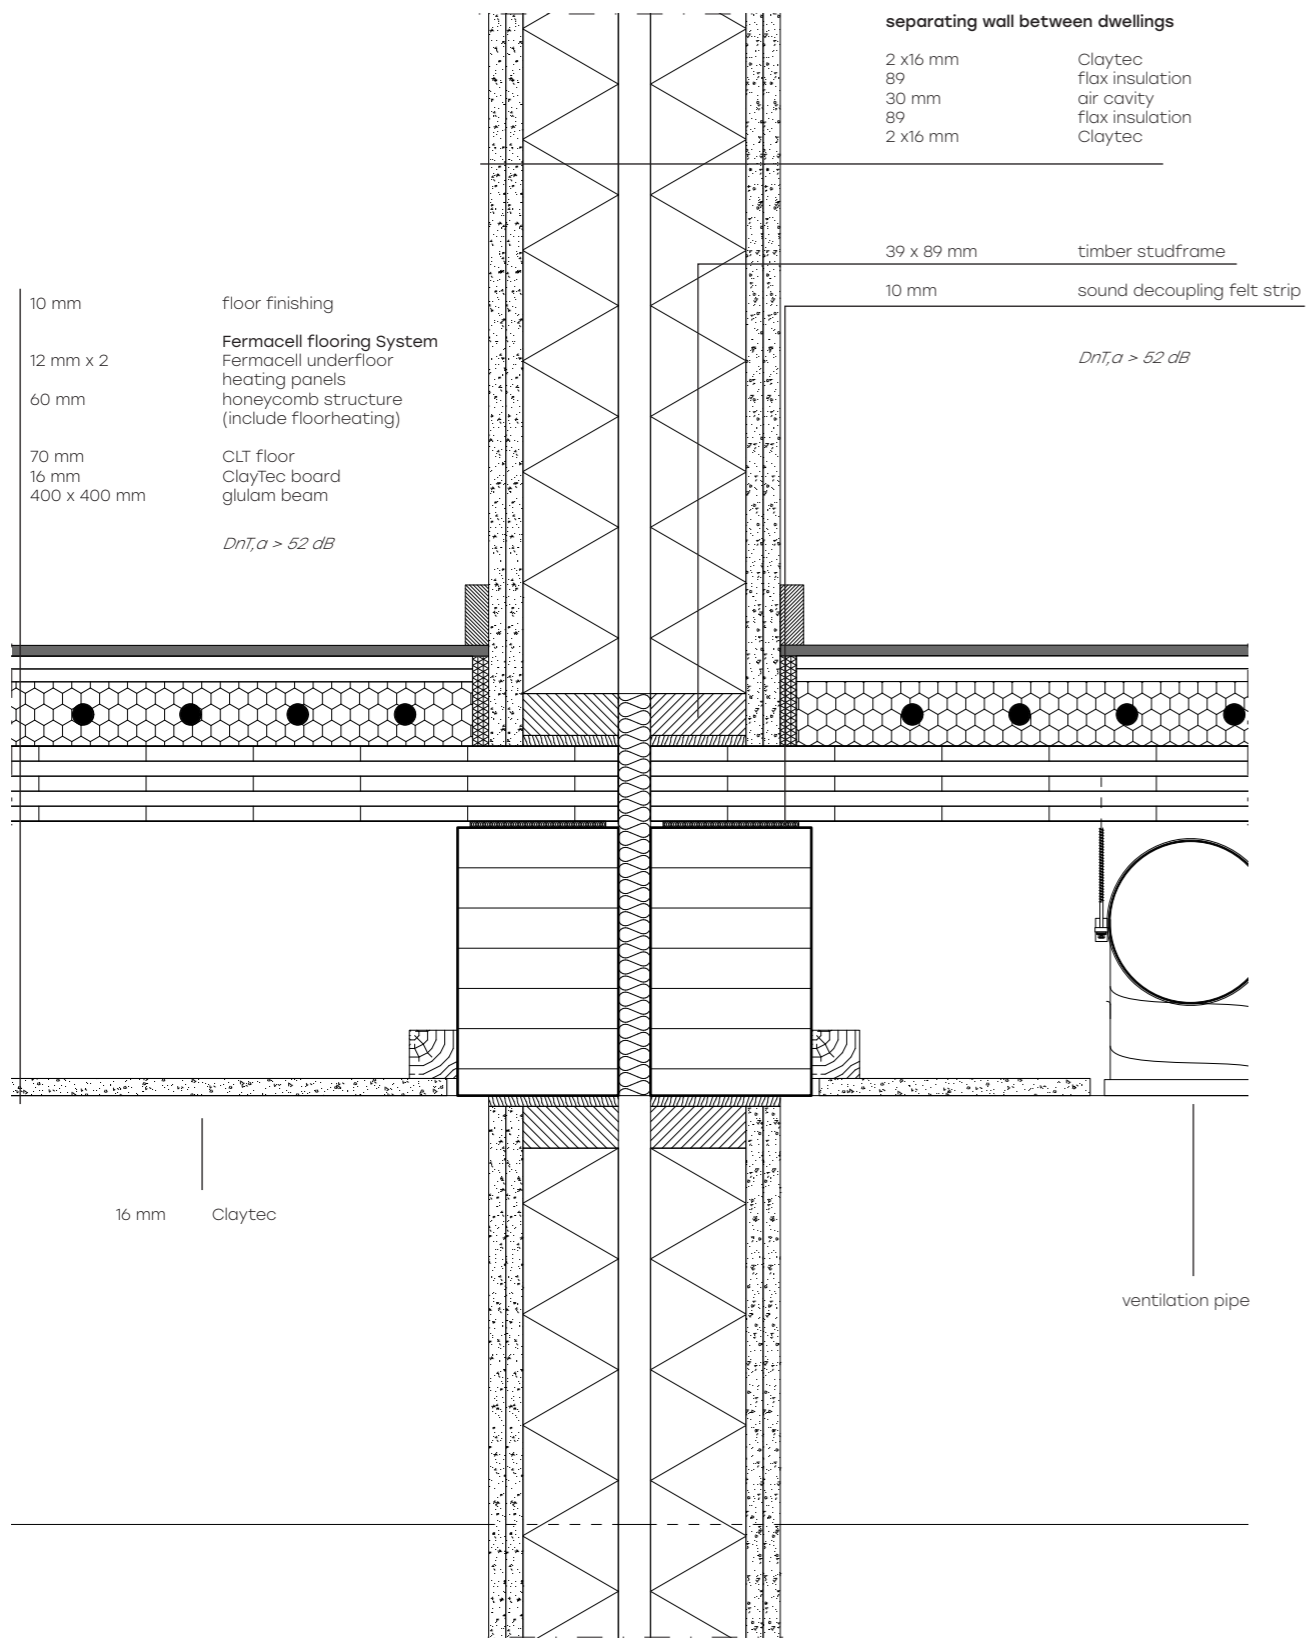 separating wall between dwellings
2 x16 mm Claytec
89 flax insulation
30 mm air cavity
89 flax insulation
2 x16 mm Claytec
39 x 89 mm timber studframe
10 mm sound decoupling felt strip
DnT,a > 52 dB
10 mm floor finishing
Fermacell flooring System
12 mm x 2 Fermacell underfloor
heating panels
60 mm honeycomb structure
(include floorheating)
70 mm CLT floor
16 mm ClayTec board
400 x 400 mm glulam beam
DnT,a > 52 dB
16 mm Claytec
ventilation pipe